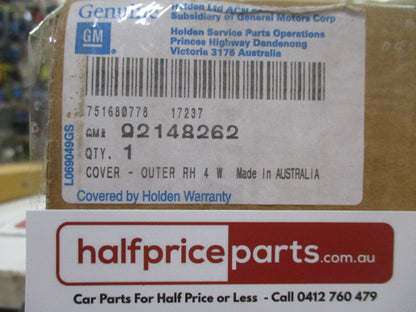 Genuine Holden Ltd ACN
Subsidiary of General Motors Corp
GM
Holden Service Parts Operations
Princes Highway Dandenong
Victoria 3175 Australia
751680778 17237
GM# 92148262
QTY. 1
COVER - OUTER RH 4 W Made in AUSTRALIA
L069049GS
Covered by Holden Warranty
halfpriceparts.com.au
Car Parts For Half Price or Less - Call 0412 760 479